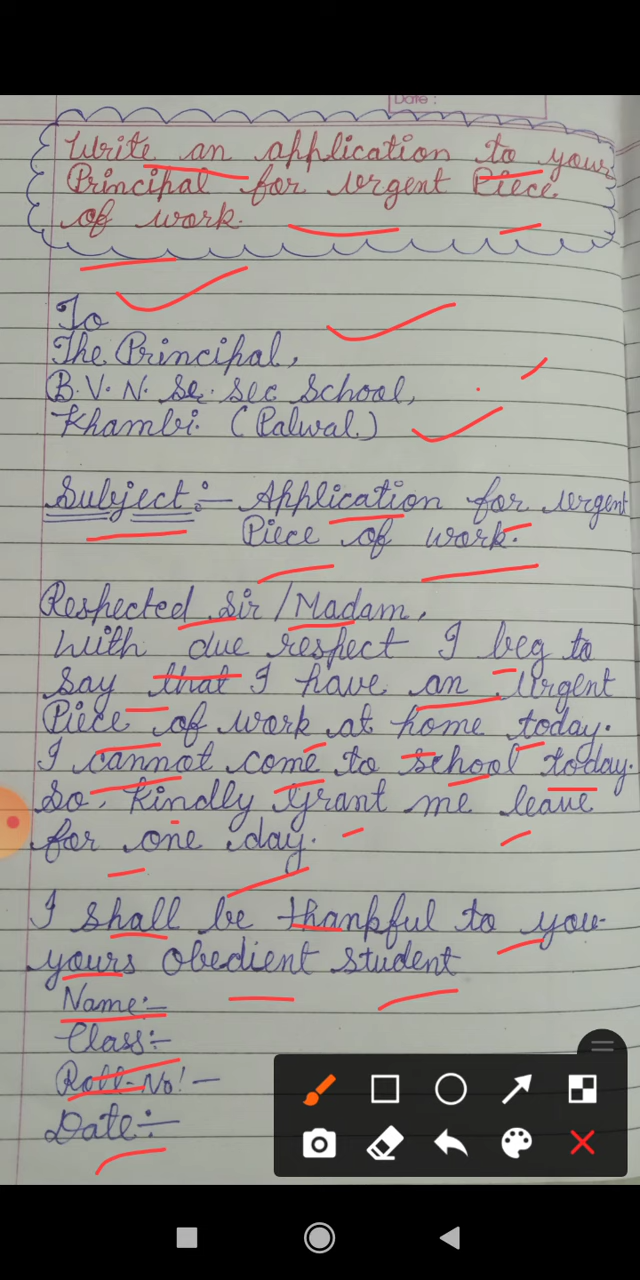 Date :
Write an application to your
Principal for urgent Piece
of work.
To
The Principal,
B.V.N. Sr. Sec School,
Khambi. (Palwal.)
Subject:- Application for urgent
Piece of work.
Respected Sir/Madam,
With due respect I beg to
say that I have an urgent
Piece of work at home today.
I cannot come to school today.
So, kindly grant me leave
for one day.
I shall be thankful to you.
yours obedient student
Name:-
Class:-
Roll-No:-
Date:-